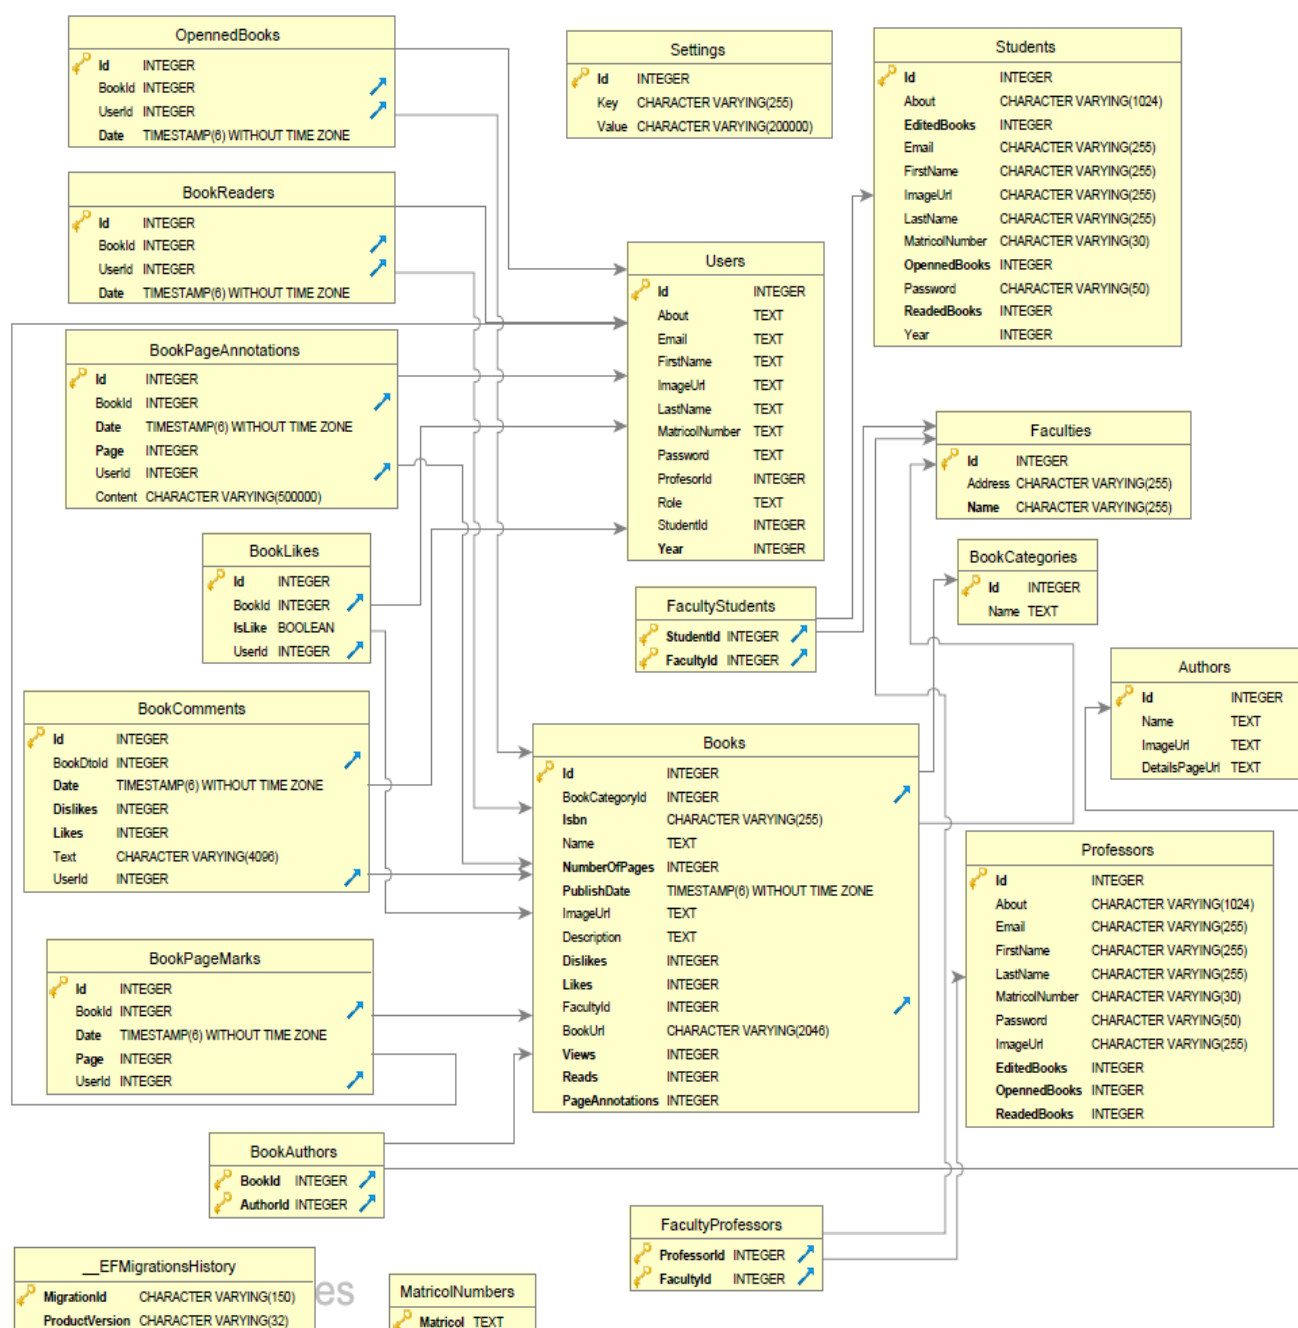 OpennedBooks
Id INTEGER
BookId INTEGER
UserId INTEGER
Date TIMESTAMP(6) WITHOUT TIME ZONE
Settings
Id INTEGER
Key CHARACTER VARYING(255)
Value CHARACTER VARYING(200000)
Students
Id INTEGER
About CHARACTER VARYING(1024)
EditedBooks INTEGER
Email CHARACTER VARYING(255)
FirstName CHARACTER VARYING(255)
ImageUrl CHARACTER VARYING(255)
LastName CHARACTER VARYING(255)
MatricolNumber CHARACTER VARYING(30)
OpennedBooks INTEGER
Password CHARACTER VARYING(50)
ReadedBooks INTEGER
Year INTEGER
BookReaders
Id INTEGER
BookId INTEGER
UserId INTEGER
Date TIMESTAMP(6) WITHOUT TIME ZONE
Users
Id INTEGER
About TEXT
Email TEXT
FirstName TEXT
ImageUrl TEXT
LastName TEXT
MatricolNumber TEXT
Password TEXT
ProfesorId INTEGER
Role TEXT
StudentId INTEGER
Year INTEGER
BookPageAnnotations
Id INTEGER
BookId INTEGER
Date TIMESTAMP(6) WITHOUT TIME ZONE
Page INTEGER
UserId INTEGER
Content CHARACTER VARYING(500000)
Faculties
Id INTEGER
Address CHARACTER VARYING(255)
Name CHARACTER VARYING(255)
BookLikes
Id INTEGER
BookId INTEGER
IsLike BOOLEAN
UserId INTEGER
BookCategories
Id INTEGER
Name TEXT
FacultyStudents
StudentId INTEGER
FacultyId INTEGER
Authors
Id INTEGER
Name TEXT
ImageUrl TEXT
DetailsPageUrl TEXT
BookComments
Id INTEGER
BookDtoId INTEGER
Date TIMESTAMP(6) WITHOUT TIME ZONE
Dislikes INTEGER
Likes INTEGER
Text CHARACTER VARYING(4096)
UserId INTEGER
Books
Id INTEGER
BookCategoryId INTEGER
Isbn CHARACTER VARYING(255)
Name TEXT
NumberOfPages INTEGER
PublishDate TIMESTAMP(6) WITHOUT TIME ZONE
ImageUrl TEXT
Description TEXT
Dislikes INTEGER
Likes INTEGER
FacultyId INTEGER
BookUrl CHARACTER VARYING(2046)
Views INTEGER
Reads INTEGER
PageAnnotations INTEGER
Professors
Id INTEGER
About CHARACTER VARYING(1024)
Email CHARACTER VARYING(255)
FirstName CHARACTER VARYING(255)
LastName CHARACTER VARYING(255)
MatricolNumber CHARACTER VARYING(30)
Password CHARACTER VARYING(50)
ImageUrl CHARACTER VARYING(255)
EditedBooks INTEGER
OpennedBooks INTEGER
ReadedBooks INTEGER
BookPageMarks
Id INTEGER
BookId INTEGER
Date TIMESTAMP(6) WITHOUT TIME ZONE
Page INTEGER
UserId INTEGER
BookAuthors
BookId INTEGER
AuthorId INTEGER
FacultyProfessors
ProfessorId INTEGER
FacultyId INTEGER
__EFMigrationsHistory
MigrationId CHARACTER VARYING(150)
ProductVersion CHARACTER VARYING(32)
es
MatricolNumbers
Matricol TEXT